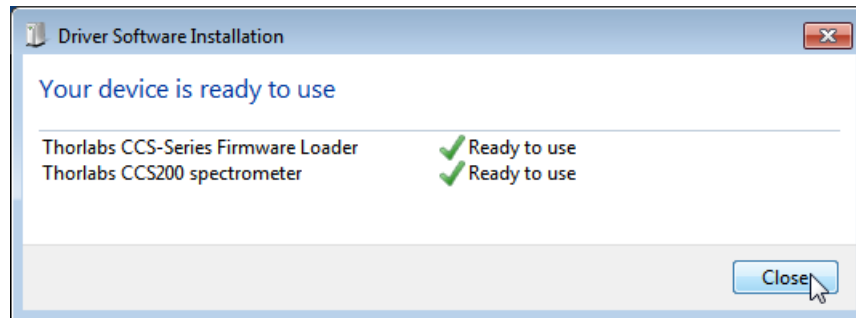 Driver Software Installation
Your device is ready to use
Thorlabs CCS-Series Firmware Loader Ready to use
Thorlabs CCS200 spectrometer Ready to use
Close